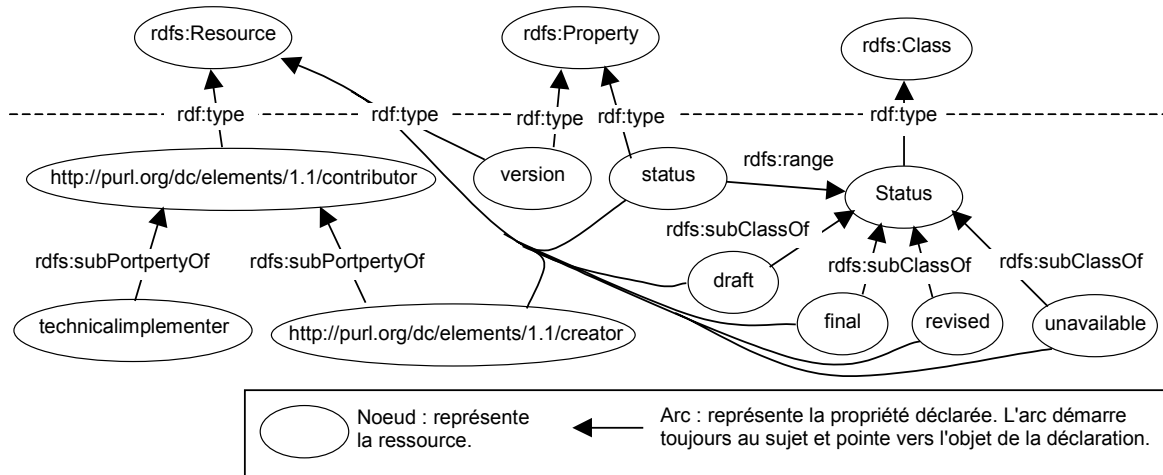 rdfs:Resource
rdfs:Property
rdfs:Class
rdf:type
rdf:type
rdf:type
rdf:type
rdf:type
http://purl.org/dc/elements/1.1/contributor
version
status
rdfs:range
Status
rdfs:subPortpertyOf
rdfs:subPortpertyOf
rdfs:subClassOf
rdfs:subClassOf
rdfs:subClassOf
draft
technicalimplementer
http://purl.org/dc/elements/1.1/creator
final
revised
unavailable
Noeud : représente
la ressource.
Arc : représente la propriété déclarée. L'arc démarre
toujours au sujet et pointe vers l'objet de la déclaration.